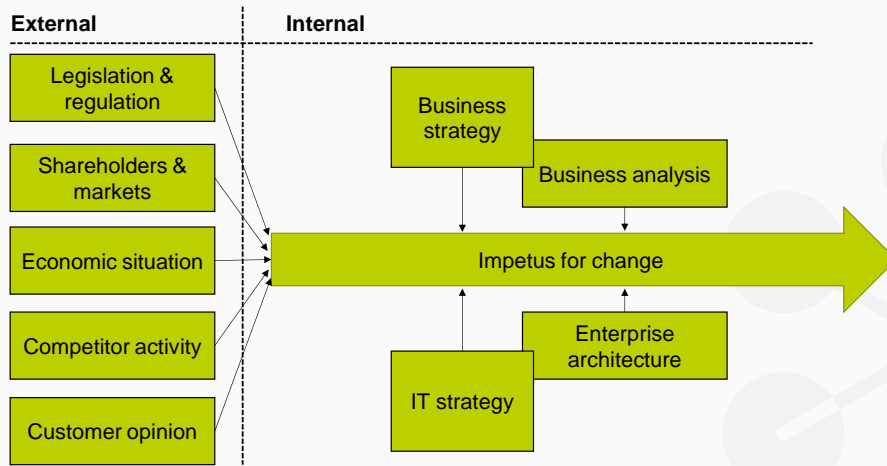 External
Internal
Legislation &
regulation
Shareholders &
markets
Economic situation
Competitor activity
Customer opinion
Business
strategy
Business analysis
Impetus for change
Enterprise
architecture
IT strategy